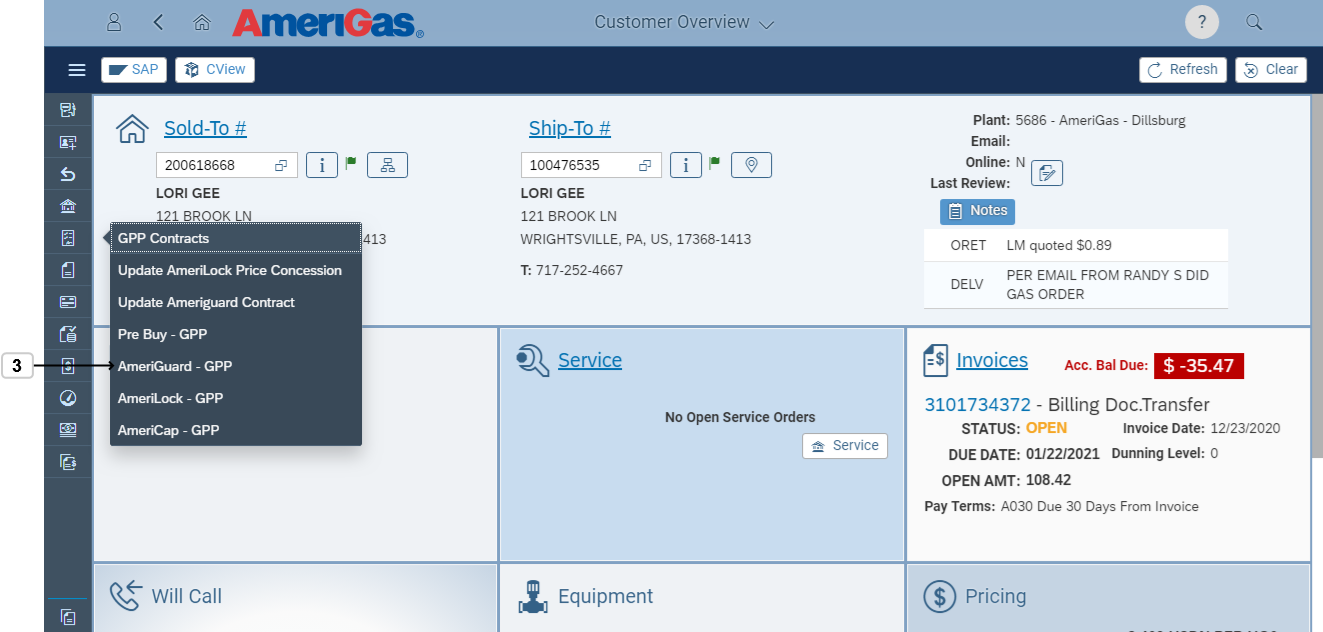 AmeriGas®
Customer Overview
?
SAP
CView
Refresh
Clear
Sold-To #
200618668
i
LORI GEE
121 BROOK LN
413
Ship-To #
100476535
i
LORI GEE
121 BROOK LN
WRIGHTSVILLE, PA, US, 17368-1413
T: 717-252-4667
Plant: 5686 - AmeriGas - Dillsburg
Email:
Online: N
Last Review:
Notes
ORET LM quoted $0.89
DELV PER EMAIL FROM RANDY S DID
GAS ORDER
GPP Contracts
Update AmeriLock Price Concession
Update Ameriguard Contract
Pre Buy - GPP
3
AmeriGuard - GPP
AmeriLock - GPP
AmeriCap - GPP
Service
No Open Service Orders
Service
Invoices
Acc. Bal Due: $ -35.47
3101734372 - Billing Doc.Transfer
STATUS: OPEN Invoice Date: 12/23/2020
DUE DATE: 01/22/2021 Dunning Level: 0
OPEN AMT: 108.42
Pay Terms: A030 Due 30 Days From Invoice
Will Call
Equipment
Pricing